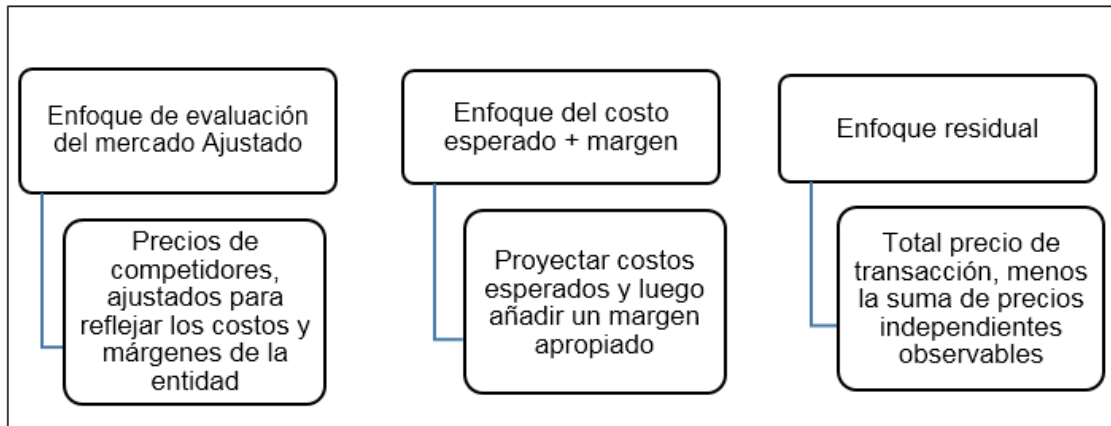 Enfoque de evaluación
del mercado Ajustado
Precios de
competidores,
ajustados para
reflejar los costos y
márgenes de la
entidad
Enfoque del costo
esperado + margen
Proyectar costos
esperados y luego
añadir un margen
apropiado
Enfoque residual
Total precio de
transacción, menos
la suma de precios
independientes
observables